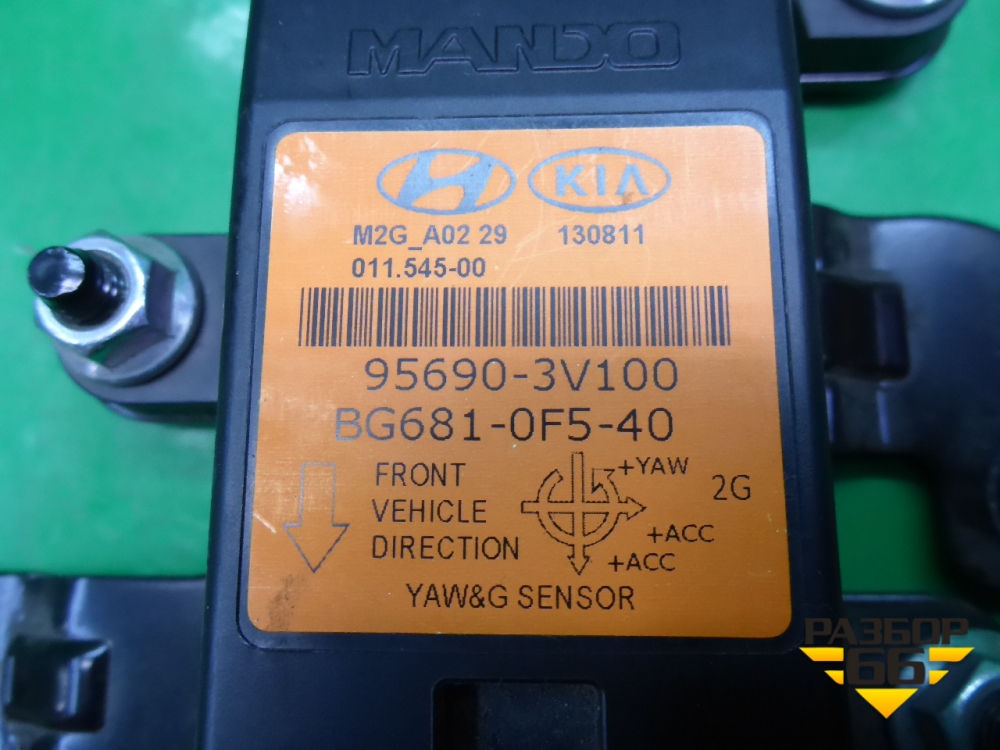 MANDO
KIA
M2G_A02 29 130811
011.545-00
95690-3V100
BG681-0F5-40
FRONT
VEHICLE
DIRECTION
+YAW
2G
+ACC
+ACC
YAW&G SENSOR
РАЗБОР
66